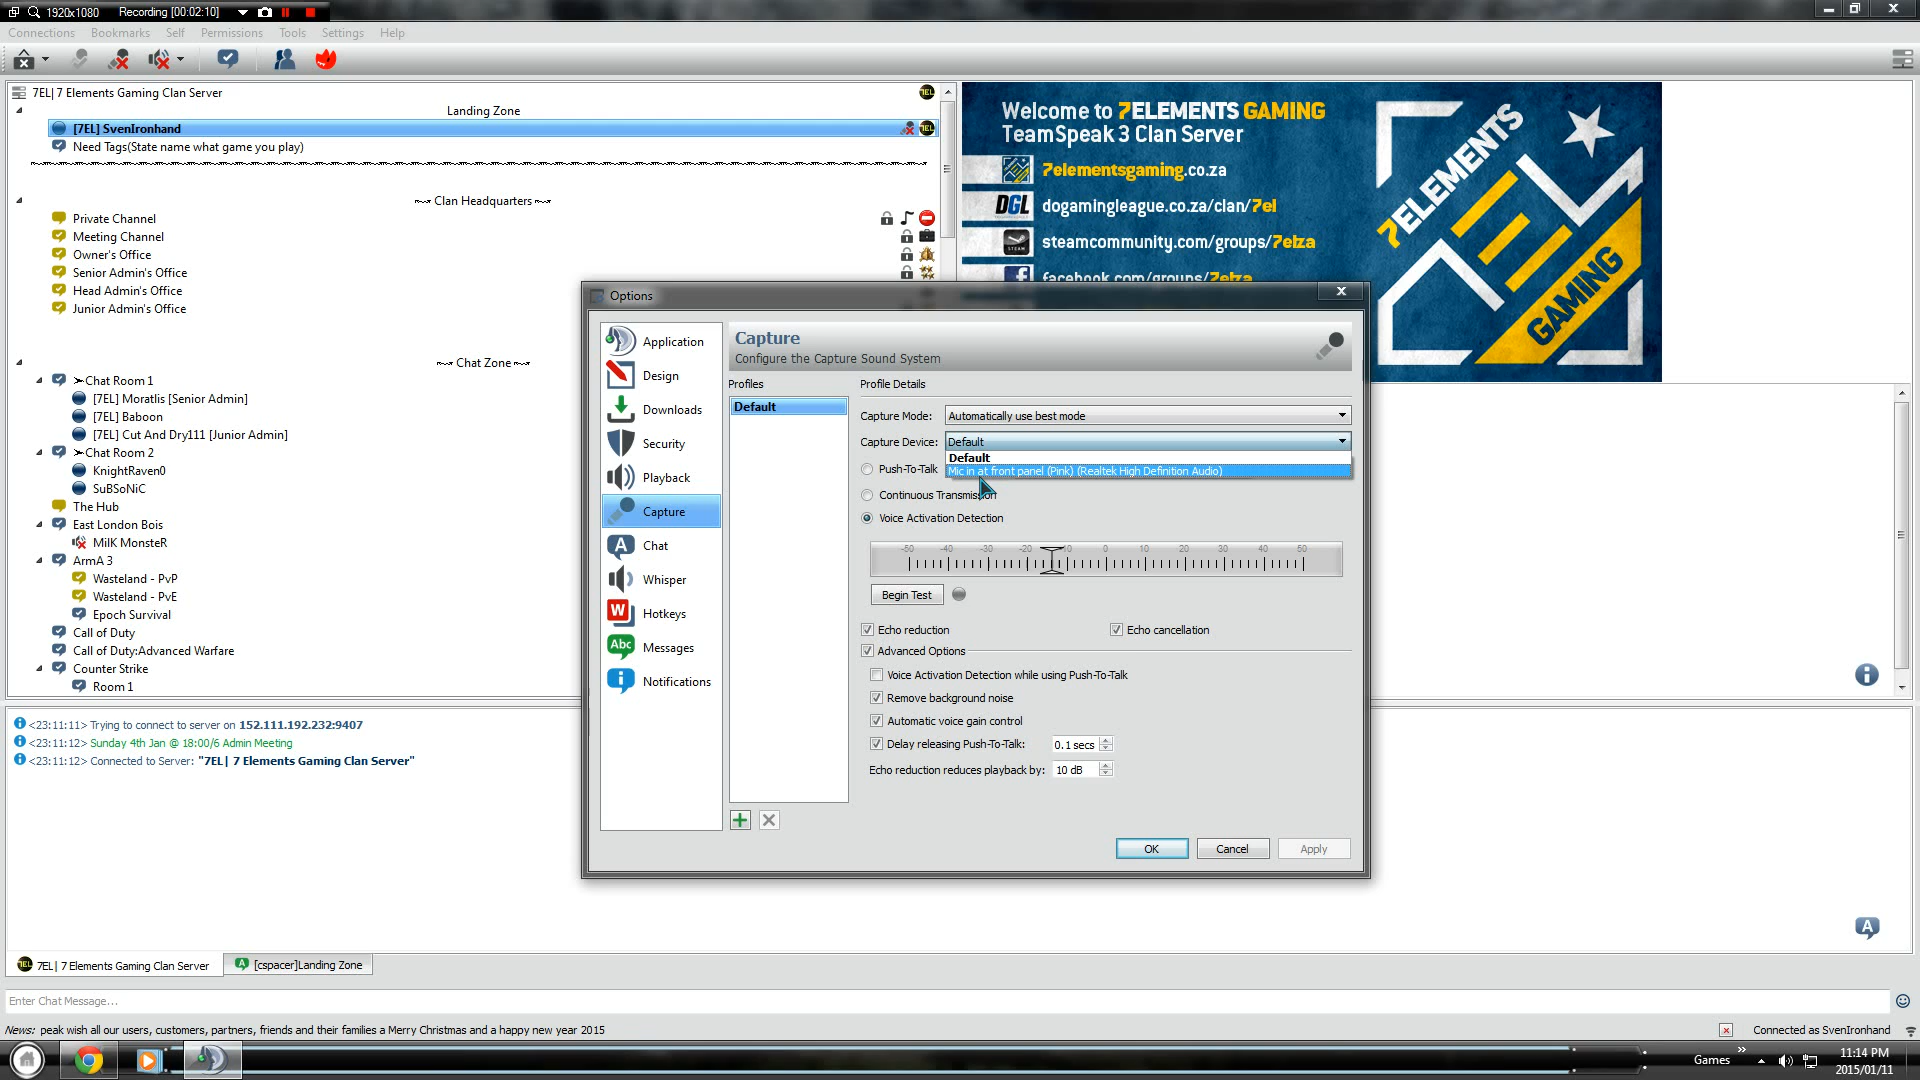 1920x1080 Recording [00:02:10]
Connections Bookmarks Self Permissions Tools Settings Help
7EL| 7 Elements Gaming Clan Server
Landing Zone
[7EL] SvenIronhand
Need Tags(State name what game you play)
Clan Headquarters
Private Channel
Meeting Channel
Owner's Office
Senior Admin's Office
Head Admin's Office
Junior Admin's Office
Chat Zone
Chat Room 1
[7EL] Moratlis [Senior Admin]
[7EL] Baboon
[7EL] Cut And Dry111 [Junior Admin]
Chat Room 2
KnightRaven0
SuBSoNiC
The Hub
East London Bois
MilK MonsteR
ArmA 3
Wasteland - PvP
Wasteland - PvE
Epoch Survival
Call of Duty
Call of Duty:Advanced Warfare
Counter Strike
Room 1
Welcome to 7ELEMENTS GAMING
TeamSpeak 3 Clan Server
7elementsgaming.co.za
DGL dogamingleague.co.za/clan/7el
STEAM steamcommunity.com/groups/7elza
facebook.com/groups/7elza
7ELEMENTS
GAMING
Options
Application
Design
Downloads
Security
Playback
Capture
Chat
Whisper
Hotkeys
Messages
Notifications
Capture
Configure the Capture Sound System
Profiles
Default
Profile Details
Capture Mode: Automatically use best mode
Capture Device: Default
Default
Mic in at front panel (Pink) (Realtek High Definition Audio)
Push-To-Talk
Continuous Transmission
Voice Activation Detection
-50 -40 -30 -20 -10 0 10 20 30 40 50
Begin Test
Echo reduction Echo cancellation
Advanced Options
Voice Activation Detection while using Push-To-Talk
Remove background noise
Automatic voice gain control
Delay releasing Push-To-Talk: 0.1 secs
Echo reduction reduces playback by: 10 dB
OK Cancel Apply
<23:11:11> Trying to connect to server on 152.111.192.232:9407
<23:11:12> Sunday 4th Jan @ 18:00/6 Admin Meeting
<23:11:12> Connected to Server: "7EL| 7 Elements Gaming Clan Server"
7EL| 7 Elements Gaming Clan Server [cspacer]Landing Zone
Enter Chat Message...
News: peak wish all our users, customers, partners, friends and their families a Merry Christmas and a happy new year 2015
Connected as SvenIronhand
Games
11:14 PM
2015/01/11